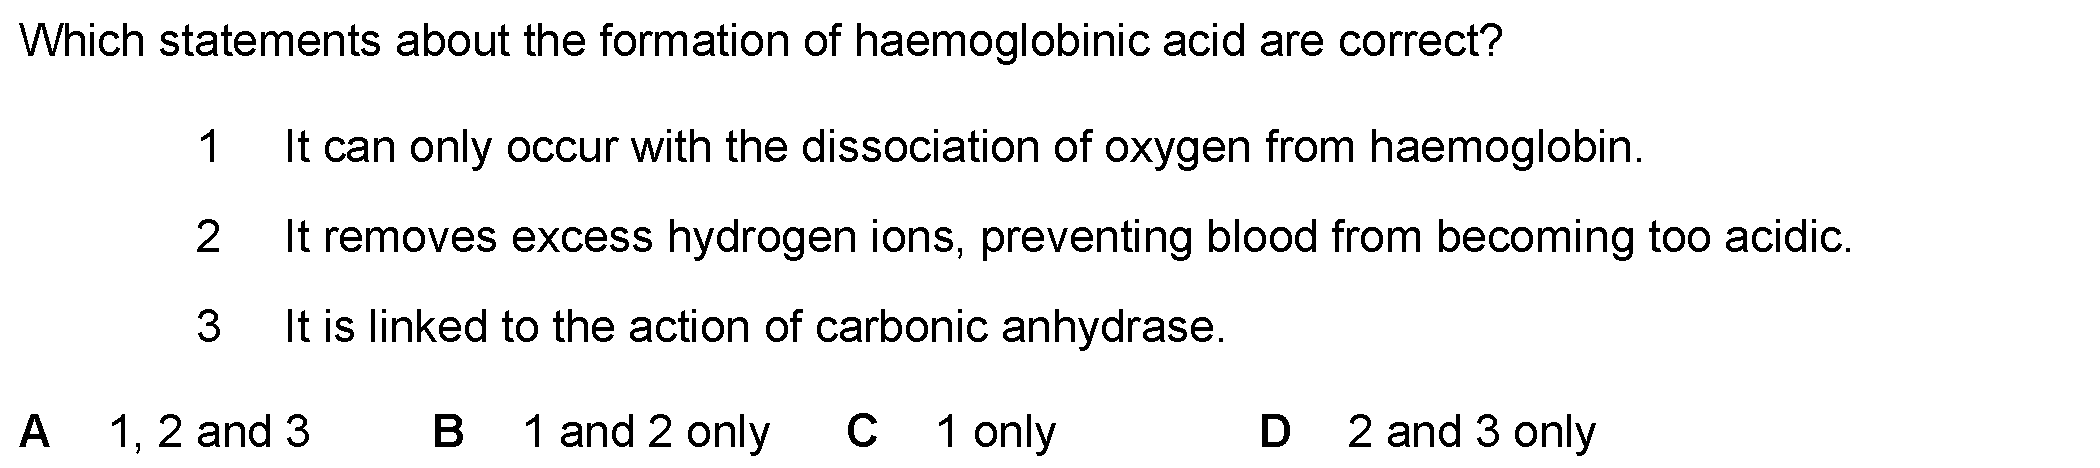 Which statements about the formation of haemoglobinic acid are correct?
1 It can only occur with the dissociation of oxygen from haemoglobin.
2 It removes excess hydrogen ions, preventing blood from becoming too acidic.
3 It is linked to the action of carbonic anhydrase.
A 1, 2 and 3 B 1 and 2 only C 1 only D 2 and 3 only